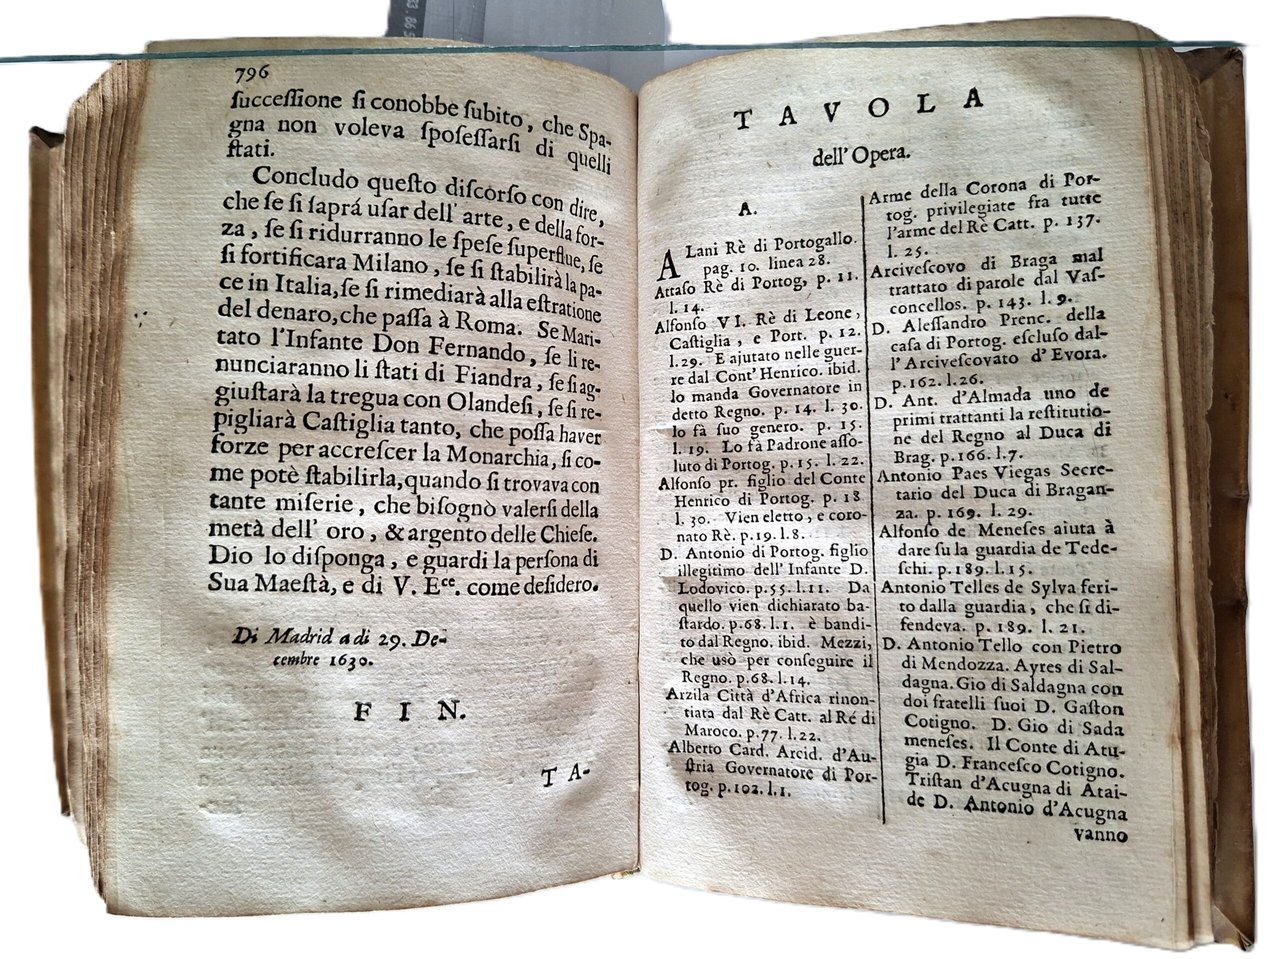 796
ſucceſſione ſi conobbe ſubito, che Spa-
gna non voleva ſpoſeſſarſi di quelli
ſtati.
Concludo queſto diſcorſo con dire,
che ſe ſi ſaprá uſar dell' arte, e della for-
za, ſe ſi ridurranno le ſpeſe ſuperflue, ſe
ſi fortificara Milano, ſe ſi ſtabilirà la pa-
ce in Italia, ſe ſi rimediarà alla eſtratione
del denaro, che paſſa à Roma. Se Mari-
tato l'Infante Don Fernando, ſe li re-
nunciaranno li ſtati di Fiandra, ſe ſi ag-
giuſtarà la tregua con Olandeſi, ſe ſi re-
pigliarà Caſtiglia tanto, che poſſa haver
forze per accreſcer la Monarchia, ſi co-
me potè ſtabilirla, quando ſi trovava con
tante miſerie, che biſognò valerſi della
metà dell' oro, & argento delle Chieſe.
Dio lo diſponga, e guardi la perſona di
Sua Maeſtà, e di V. Eᶜᵉ. come deſidero.
Di Madrid a di 29. De-
cembre 1630.
F I N.
T A-
T A V O L A
dell' Opera.
A.
ALani Rè di Portogallo.
pag. 10. linea 28.
Attaſo Rè di Portog, p. 11.
l. 14.
Alfonſo VI. Rè di Leone,
Caſtiglia, e Port. p. 12.
l. 29. E ajutato nelle guer-
re dal Cont' Henrico. ibid.
lo manda Governatore in
detto Regno. p. 14. l. 30.
lo fà ſuo genero. p. 15.
l. 19. Lo fà Padrone aſſo-
luto di Portog. p. 15. l. 22.
Alfonſo pr. figlio del Conte
Henrico di Portog. p. 18
l. 30. Vien eletto, e coro-
nato Rè. p. 19. l. 8.
D. Antonio di Portog. figlio
illegitimo dell' Infante D.
Lodovico. p. 55. l. 11. Da
quello vien dichiarato ba-
ſtardo. p. 68. l. 1. è bandi-
to dal Regno. ibid. Mezzi,
che usò per conſeguire il
Regno. p. 68. l. 14.
Arzila Città d'Africa rinon-
tiata dal Rè Catt. al Ré di
Maroco. p. 77. l. 22.
Alberto Card. Arcid. d'Au-
ſtria Governatore di Por-
tog. p. 102. l. 1.
Arme della Corona di Por-
tog. privilegiate fra tutte
l'arme del Rè Catt. p. 137.
l. 25.
Arciveſcovo di Braga mal
trattato di parole dal Vaſ-
concellos. p. 143. l. 9.
D. Aleſſandro Prenc. della
caſa di Portog. eſcluſo dal-
l' Arciveſcovato d' Evora.
p. 162. l. 26.
D. Ant. d'Almada uno de
primi trattanti la reſtitutio-
ne del Regno al Duca di
Brag. p. 166. l. 7.
Antonio Paes Viegas Secre-
tario del Duca di Bragan-
za. p. 169. l. 29.
Alfonſo de Meneſes aiuta à
dare ſu la guardia de Tede-
ſchi. p. 189. l. 15.
Antonio Telles de Sylva feri-
to dalla guardia, che ſi di-
fendeva. p. 189. l. 21.
D. Antonio Tello con Pietro
di Mendozza. Ayres di Sal-
dagna. Gio di Saldagna con
doi fratelli ſuoi D. Gaſton
Cotigno. D. Gio di Sada
meneſes. Il Conte di Atu-
gia D. Franceſco Cotigno.
Triſtan d'Acugna di Atai-
de D. Antonio d'Acugna
vanno